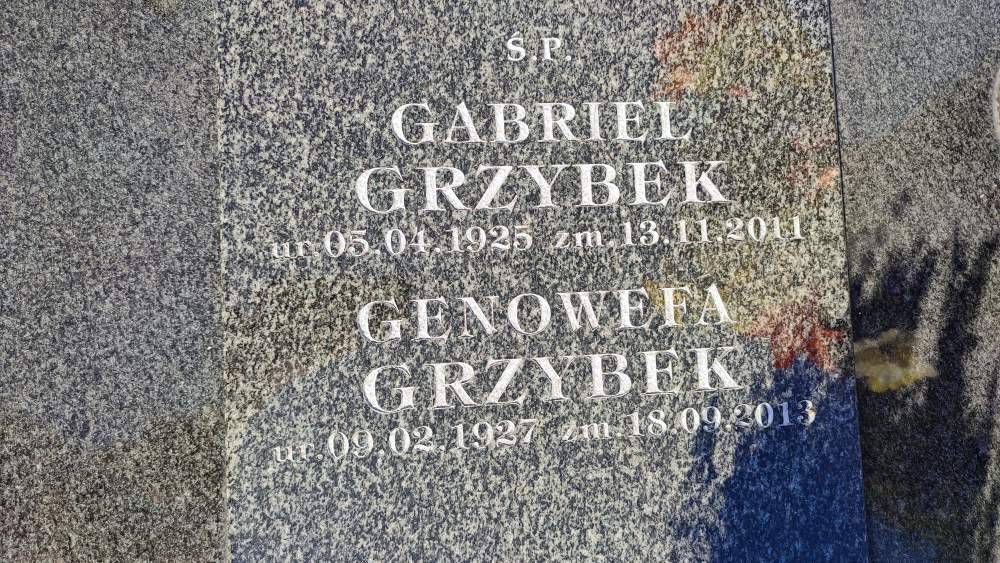 Ś.P.
GABRIEL
GRZYBEK
ur.05.04.1925 zm.13.11.2011
GENOWEFA
GRZYBEK
ur.09.02.1927 zm.18.09.2013